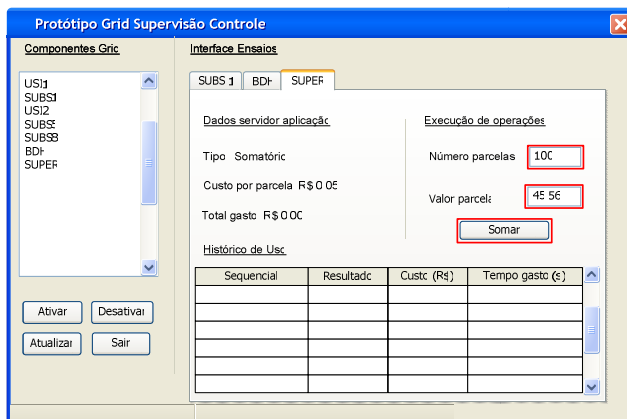 Protótipo Grid Supervisão Controle
Componentes Gric
Interface Ensaios
USI1
SUBS1
USI2
SUBS
SUBS3
BDH
SUPER
SUBS 1 BDH SUPER
Dados servidor aplicação
Execução de operações
Tipo Somatóric
Número parcelas 100
Custo por parcela R$ 0 05
Valor parcela 45 56
Total gasto R$ 0 00
Somar
Histórico de Uso
Sequencial Resultado Custo (R$) Tempo gasto (s)
Ativar Desativar
Atualizar Sair